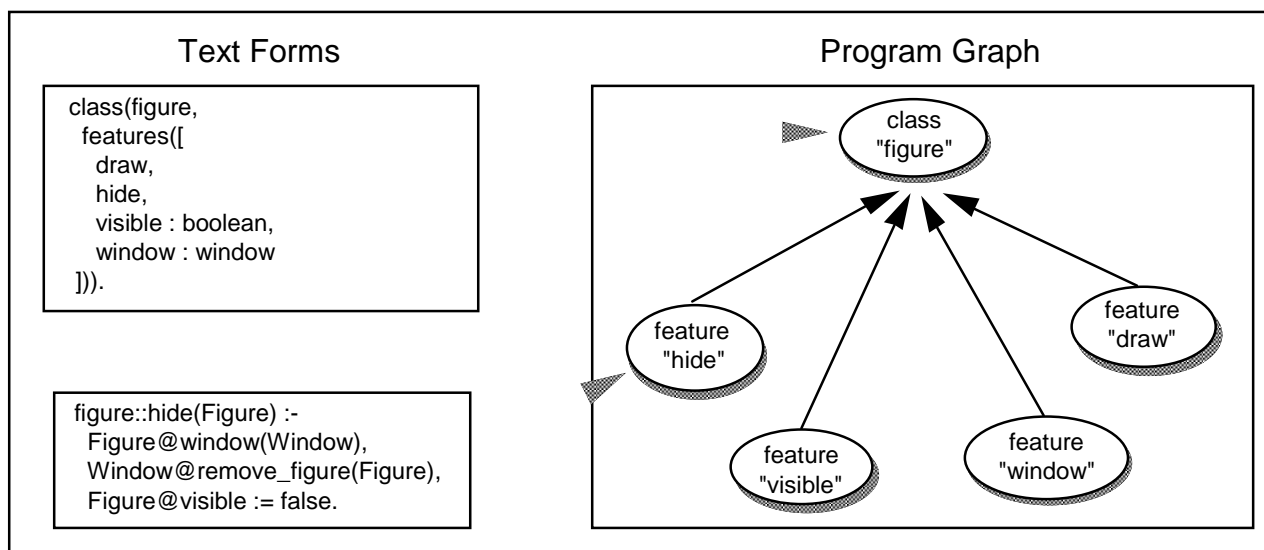 Text Forms
class(figure,
features([
draw,
hide,
visible : boolean,
window : window
])).
figure::hide(Figure) :-
Figure@window(Window),
Window@remove_figure(Figure),
Figure@visible := false.
Program Graph
class
"figure"
feature
"hide"
feature
"visible"
feature
"window"
feature
"draw"